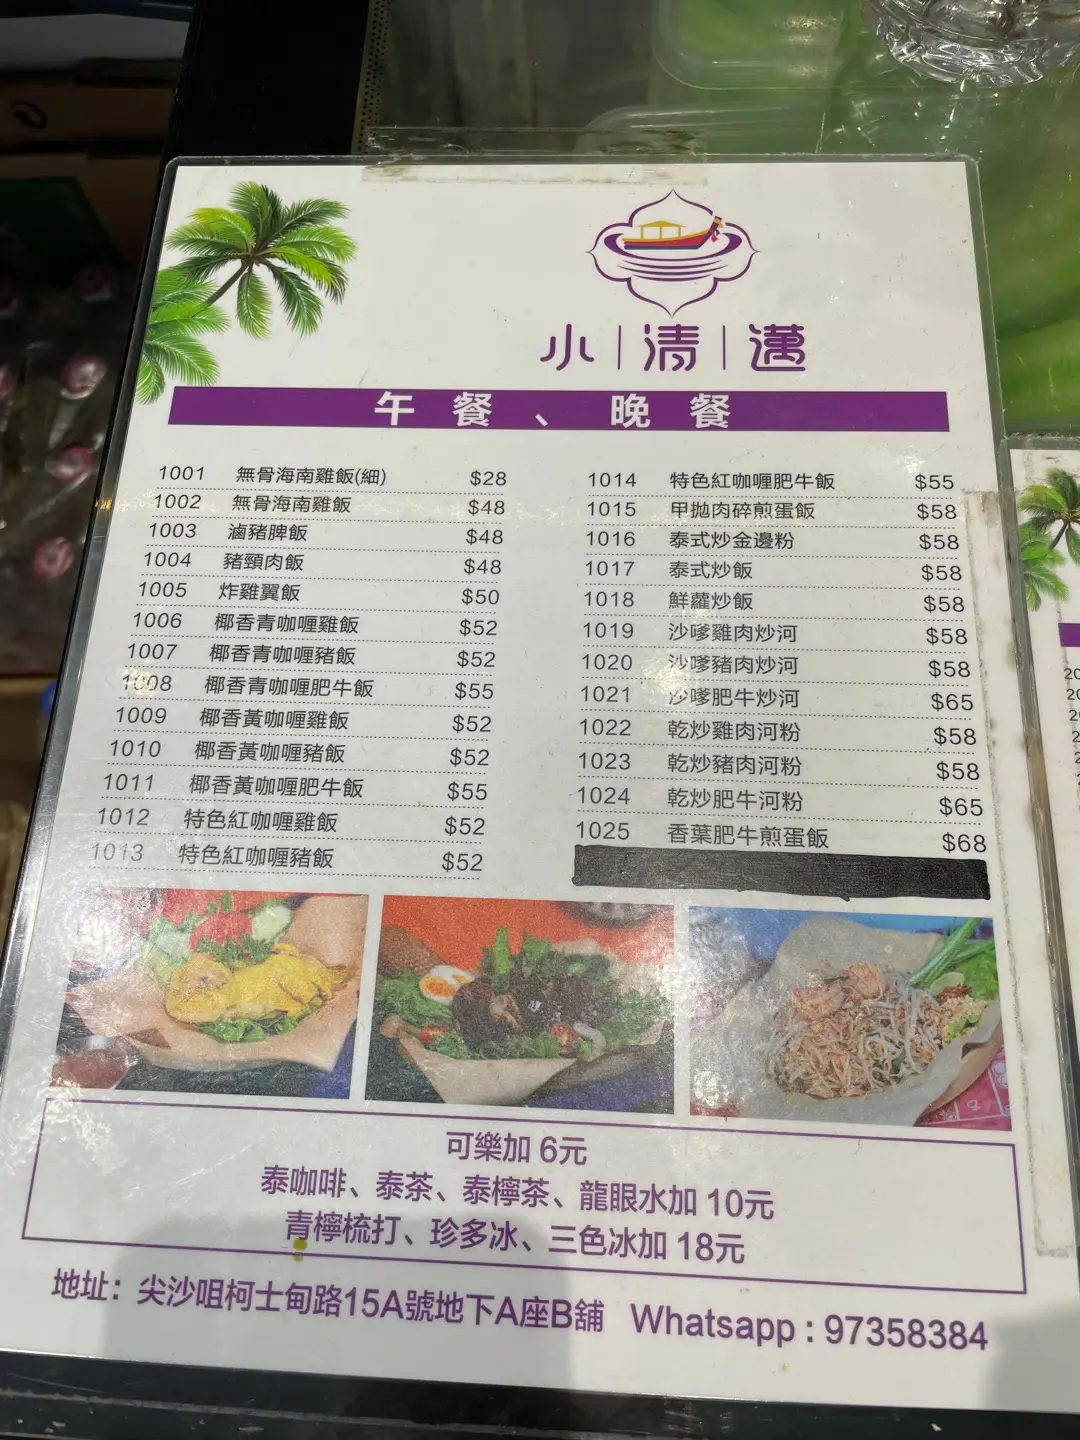 小清邁
午餐、晚餐
1001 無骨海南雞飯(細) $28
1002 無骨海南雞飯 $48
1003 滷豬脾飯 $48
1004 豬頸肉飯 $48
1005 炸雞翼飯 $50
1006 椰香青咖喱雞飯 $52
1007 椰香青咖喱豬飯 $52
1008 椰香青咖喱肥牛飯 $55
1009 椰香黃咖喱雞飯 $52
1010 椰香黃咖喱豬飯 $52
1011 椰香黃咖喱肥牛飯 $55
1012 特色紅咖喱雞飯 $52
1013 特色紅咖喱豬飯 $52
1014 特色紅咖喱肥牛飯 $55
1015 甲抛肉碎煎蛋飯 $58
1016 泰式炒金邊粉 $58
1017 泰式炒飯 $58
1018 鮮蘿炒飯 $58
1019 沙嗲雞肉炒河 $58
1020 沙嗲豬肉炒河 $58
1021 沙嗲肥牛炒河 $65
1022 乾炒雞肉河粉 $58
1023 乾炒豬肉河粉 $58
1024 乾炒肥牛河粉 $65
1025 香葉肥牛煎蛋飯 $68
可樂加 6元
泰咖啡、泰茶、泰檸茶、龍眼水加 10元
青檸梳打、珍多冰、三色冰加 18元
地址：尖沙咀柯士甸路15A號地下A座B舖 Whatsapp : 97358384